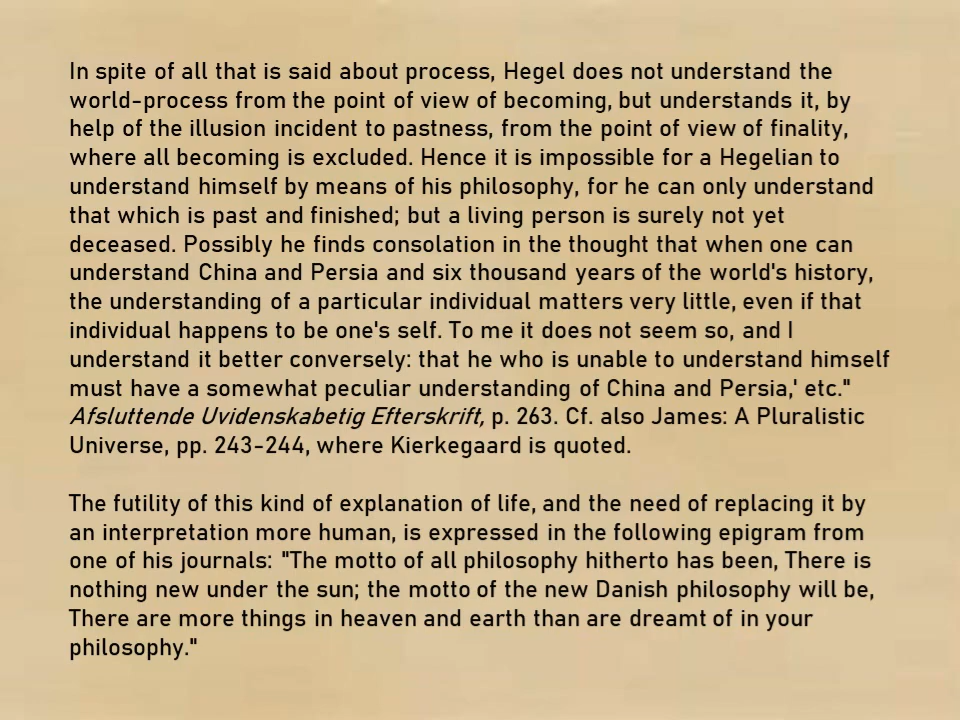 In spite of all that is said about process, Hegel does not understand the
world-process from the point of view of becoming, but understands it, by
help of the illusion incident to pastness, from the point of view of finality,
where all becoming is excluded. Hence it is impossible for a Hegelian to
understand himself by means of his philosophy, for he can only understand
that which is past and finished; but a living person is surely not yet
deceased. Possibly he finds consolation in the thought that when one can
understand China and Persia and six thousand years of the world's history,
the understanding of a particular individual matters very little, even if that
individual happens to be one's self. To me it does not seem so, and I
understand it better conversely: that he who is unable to understand himself
must have a somewhat peculiar understanding of China and Persia,' etc."
Afsluttende Uvidenskabetig Efterskrift, p. 263. Cf. also James: A Pluralistic
Universe, pp. 243-244, where Kierkegaard is quoted.

The futility of this kind of explanation of life, and the need of replacing it by
an interpretation more human, is expressed in the following epigram from
one of his journals: "The motto of all philosophy hitherto has been, There is
nothing new under the sun; the motto of the new Danish philosophy will be,
There are more things in heaven and earth than are dreamt of in your
philosophy."